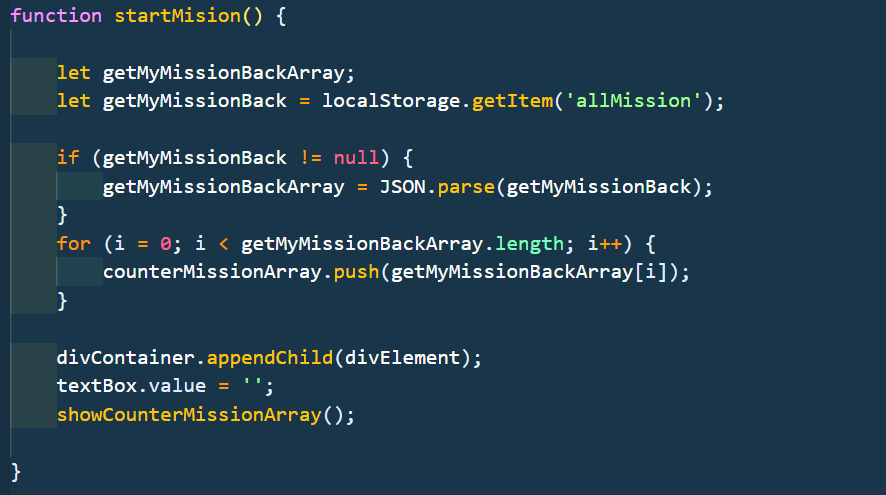 function startMision() {
let getMyMissionBackArray;
let getMyMissionBack = localStorage.getItem('allMission');
if (getMyMissionBack != null) {
getMyMissionBackArray = JSON.parse(getMyMissionBack);
}
for (i = 0; i < getMyMissionBackArray.length; i++) {
counterMissionArray.push(getMyMissionBackArray[i]);
}
divContainer.appendChild(divElement);
textBox.value = '';
showCounterMissionArray();
}